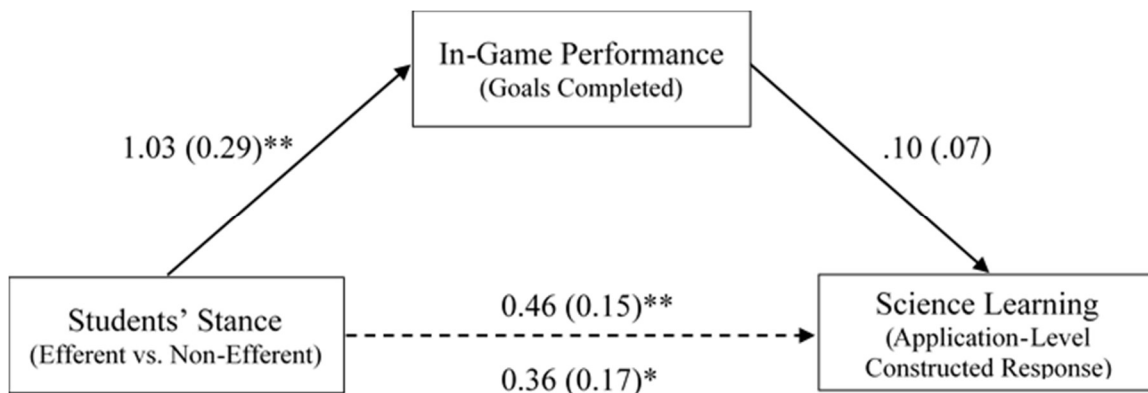 In-Game Performance
(Goals Completed)
1.03 (0.29)**
.10 (.07)
Students’ Stance
(Efferent vs. Non-Efferent)
0.46 (0.15)**
0.36 (0.17)*
Science Learning
(Application-Level
Constructed Response)